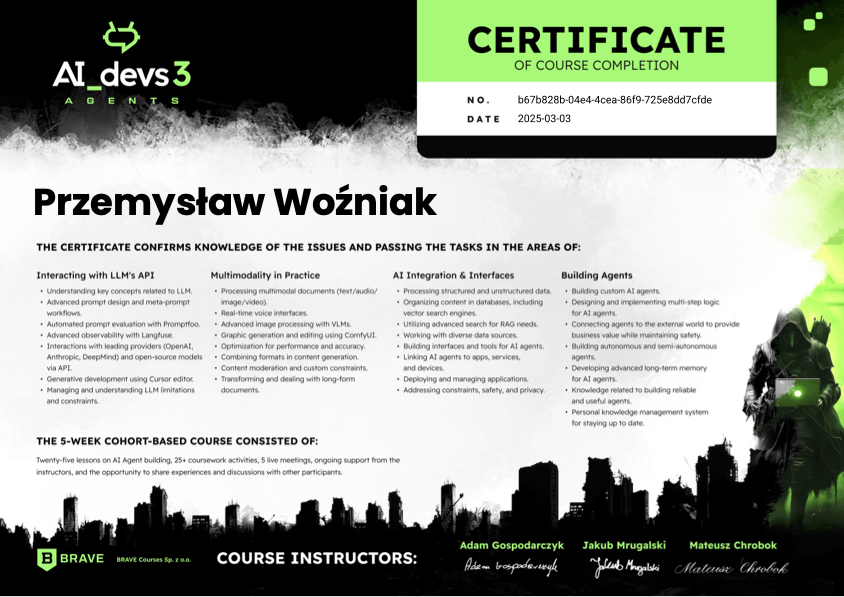 AI_devs 3
AGENTS
CERTIFICATE
OF COURSE COMPLETION
NO. b67b828b-04e4-4cea-86f9-725e8dd7cfde
DATE 2025-03-03
Przemysław Woźniak
THE CERTIFICATE CONFIRMS KNOWLEDGE OF THE ISSUES AND PASSING THE TASKS IN THE AREAS OF:
Interacting with LLM's API
• Understanding key concepts related to LLM.
• Advanced prompt design and meta-prompt
workflows.
• Automated prompt evaluation with Promptfoo.
• Advanced observability with Langfuse.
• Interactions with leading providers (OpenAI,
Anthropic, DeepMind) and open-source models
via API.
• Generative development using Cursor editor.
• Managing and understanding LLM limitations
and constraints.
Multimodality in Practice
• Processing multimodal documents (text/audio/
image/video).
• Real-time voice interfaces.
• Advanced image processing with VLMs.
• Graphic generation and editing using ComfyUI.
• Optimization for performance and accuracy.
• Combining formats in content generation.
• Content moderation and custom constraints.
• Transforming and dealing with long-form
documents.
AI Integration & Interfaces
• Processing structured and unstructured data.
• Organizing content in databases, including
vector search engines.
• Utilizing advanced search for RAG needs.
• Working with diverse data sources.
• Building interfaces and tools for AI agents.
• Linking AI agents to apps, services,
and devices.
• Deploying and managing applications.
• Addressing constraints, safety, and privacy.
Building Agents
• Building custom AI agents.
• Designing and implementing multi-step logic
for AI agents.
• Connecting agents to the external world to provide
business value while maintaining safety.
• Building autonomous and semi-autonomous
agents.
• Developing advanced long-term memory
for AI agents.
• Knowledge related to building reliable
and useful agents.
• Personal knowledge management system
for staying up to date.
THE 5-WEEK COHORT-BASED COURSE CONSISTED OF:
Twenty-five lessons on AI Agent building, 25+ coursework activities, 5 live meetings, ongoing support from the
instructors, and the opportunity to share experiences and discussions with other participants.
B BRAVE
BRAVE Courses Sp. z o.o.
COURSE INSTRUCTORS:
Adam Gospodarczyk
Adam Gospodarczyk
Jakub Mrugalski
Jakub Mrugalski
Mateusz Chrobok
Mateusz Chrobok